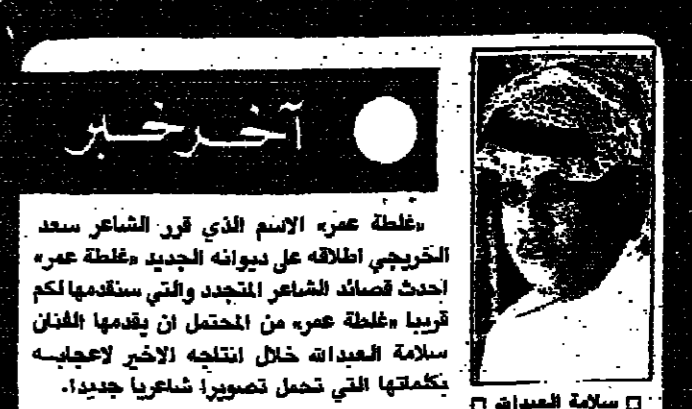 آخر خبر
«غلطة عمر» الاسم الذي قرر الشاعر سعد
الخريجي اطلاقه على ديوانه الجديد «غلطة عمر»
احدث قصائد الشاعر المتجدد والتي سنقدمها لكم
قريبا «غلطة عمر» من المحتمل ان يقدمها الفنان
سلامة العبدالله خلال انتاجه الاخير لاعجابه
بكلماتها التي تحمل تصويرا شاعريا جديدا.
□ سلامة العبدالله □